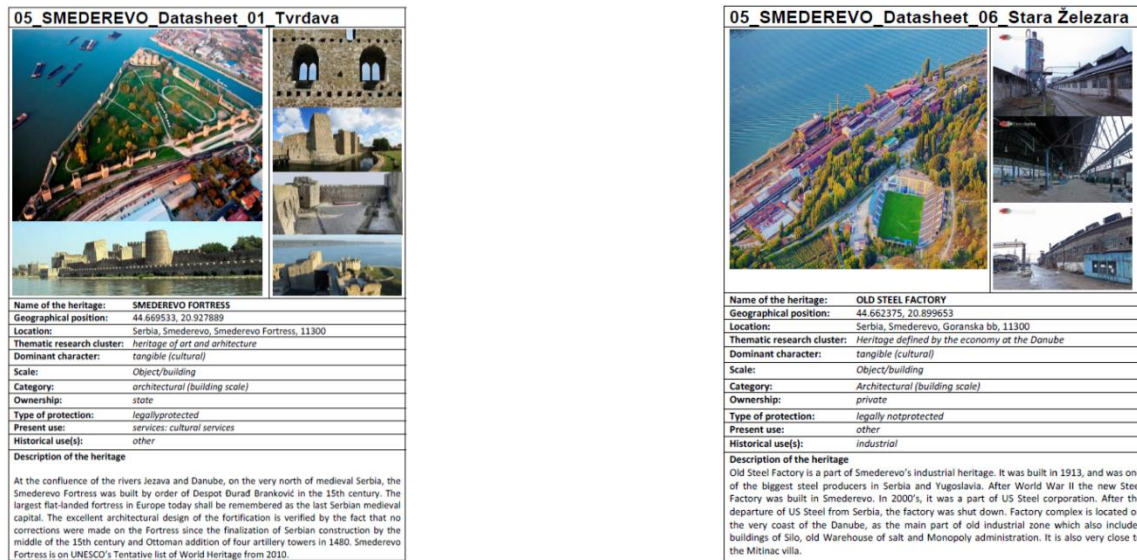 05_SMEDEREVO_Datasheet_01_Tvrđava
Name of the heritage: SMEDEREVO FORTRESS
Geographical position: 44.669533, 20.927889
Location: Serbia, Smederevo, Smederevo Fortress, 11300
Thematic research cluster: heritage of art and arhitecture
Dominant character: tangible (cultural)
Scale: Object/building
Category: architectural (building scale)
Ownership: state
Type of protection: legallyprotected
Present use: services: cultural services
Historical use(s): other
Description of the heritage
At the confluence of the rivers Jezava and Danube, on the very north of medieval Serbia, the
Smederevo Fortress was built by order of Despot Đurađ Branković in the 15th century. The
largest flat-landed fortress in Europe today shall be remembered as the last Serbian medieval
capital. The excellent architectural design of the fortification is verified by the fact that no
corrections were made on the Fortress since the finalization of Serbian construction by the
middle of the 15th century and Ottoman addition of four artillery towers in 1480. Smederevo
Fortress is on UNESCO's Tentative list of World Heritage from 2010.
05_SMEDEREVO_Datasheet_06_Stara Železara
Name of the heritage: OLD STEEL FACTORY
Geographical position: 44.662375, 20.899653
Location: Serbia, Smederevo, Goranska bb, 11300
Thematic research cluster: Heritage defined by the economy at the Danube
Dominant character: tangible (cultural)
Scale: Object/building
Category: Architectural (building scale)
Ownership: private
Type of protection: legally notprotected
Present use: other
Historical use(s): industrial
Description of the heritage
Old Steel Factory is a part of Smederevo's industrial heritage. It was built in 1913, and was one
of the biggest steel producers in Serbia and Yugoslavia. After World War II the new Stee
Factory was built in Smederevo. In 2000's, it was a part of US Steel corporation. After the
departure of US Steel from Serbia, the factory was shut down. Factory complex is located o
the very coast of the Danube, as the main part of old industrial zone which also include
buildings of Silo, old Warehouse of salt and Monopoly administration. It is also very close t
the Mitinac villa.